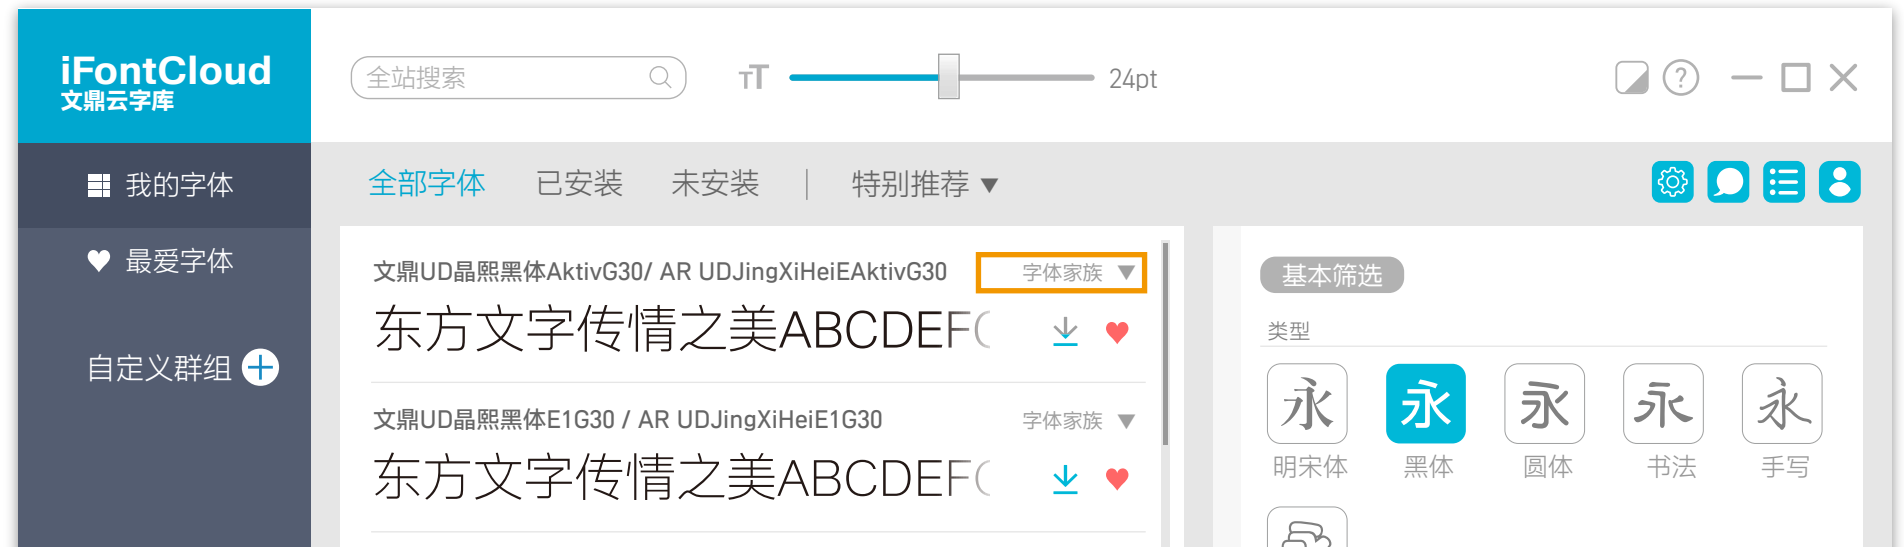 iFontCloud
文鼎云字库
全站搜索
TT
24pt
?
我的字体
最爱字体
自定义群组
全部字体 已安装 未安装 | 特别推荐 ▼
文鼎UD晶熙黑体AktivG30/ AR UDJingXiHeiEAktivG30
字体家族 ▼
东方文字传情之美ABCDEF
文鼎UD晶熙黑体E1G30 / AR UDJingXiHeiE1G30
字体家族 ▼
东方文字传情之美ABCDEF
基本筛选
类型
永 永 永 永 永
明宋体 黑体 圆体 书法 手写